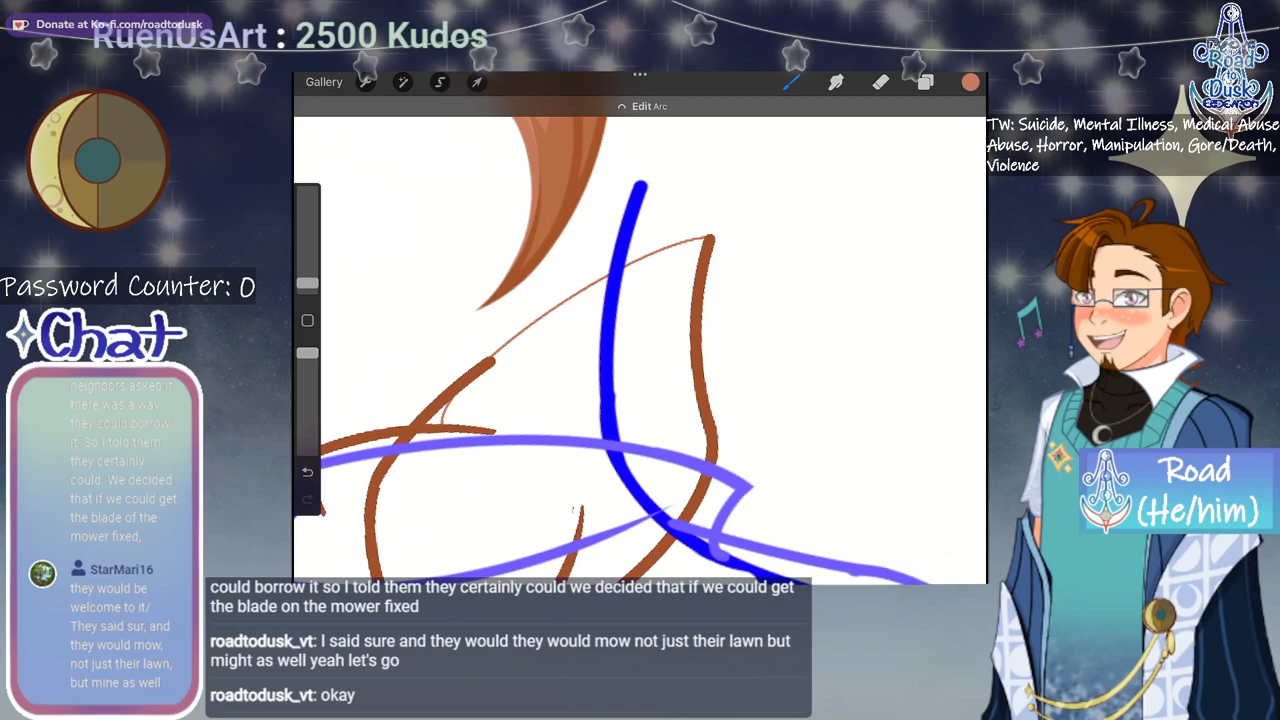 Donate at Ko-fi.com/roadtodusk
RuenUsArt : 2500 Kudos
Road
to
Dusk
Gallery
Edit Arc
Tw: Suicide, Mental Illness, Medical Abuse
Abuse, Horror, Manipulation, Gore/Death,
Violence
Password Counter: 0
Chat
neighbors asked if
there was a way
they could borrow
it. So I told them
they certainly
could. We decided
that if we could get
the blade of the
mower fixed,
StarMari16
they would be
welcome to it/
They said sur, and
they would mow,
not just their lawn,
but mine as well
could borrow it so I told them they certainly could we decided that if we could get
the blade on the mower fixed
roadtodusk_vt: I said sure and they would they would mow not just their lawn but
might as well yeah let's go
roadtodusk_vt: okay
Road
(He/him)